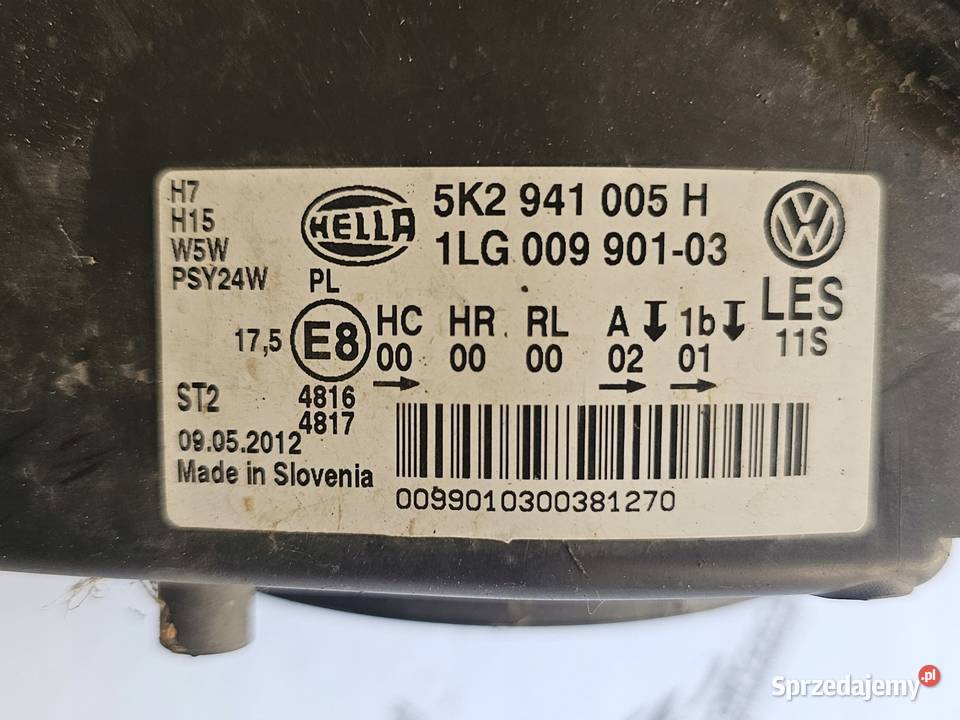 H7
H15
W5W
PSY24W
HELLA
5K2 941 005 H
1LG 009 901-03
PL
LES
11S
17,5
E8
HC HR RL A 1b
00 00 00 02 01
4816
4817
ST2
09.05.2012
Made in Slovenia
0099010300381270
Sprzedajemy.pl